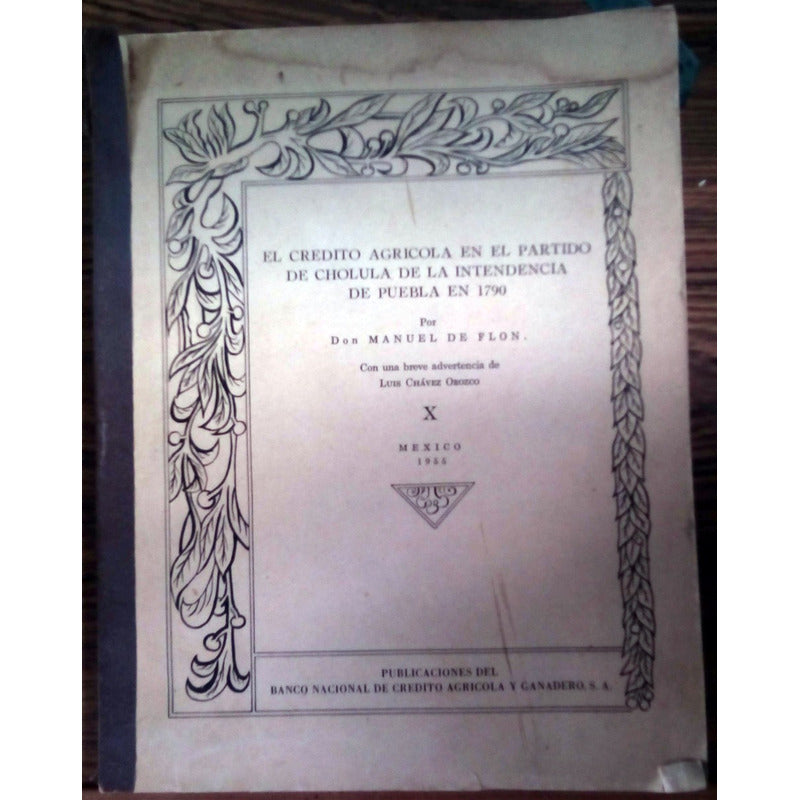 EL CREDITO AGRICOLA EN EL PARTIDO
DE CHOLULA DE LA INTENDENCIA
DE PUEBLA EN 1790
Por
Don MANUEL DE FLON.
Con una breve advertencia de
LUIS CHÁVEZ OROZCO
X
MEXICO
1955
PUBLICACIONES DEL
BANCO NACIONAL DE CREDITO AGRICOLA Y GANADERO, S. A.